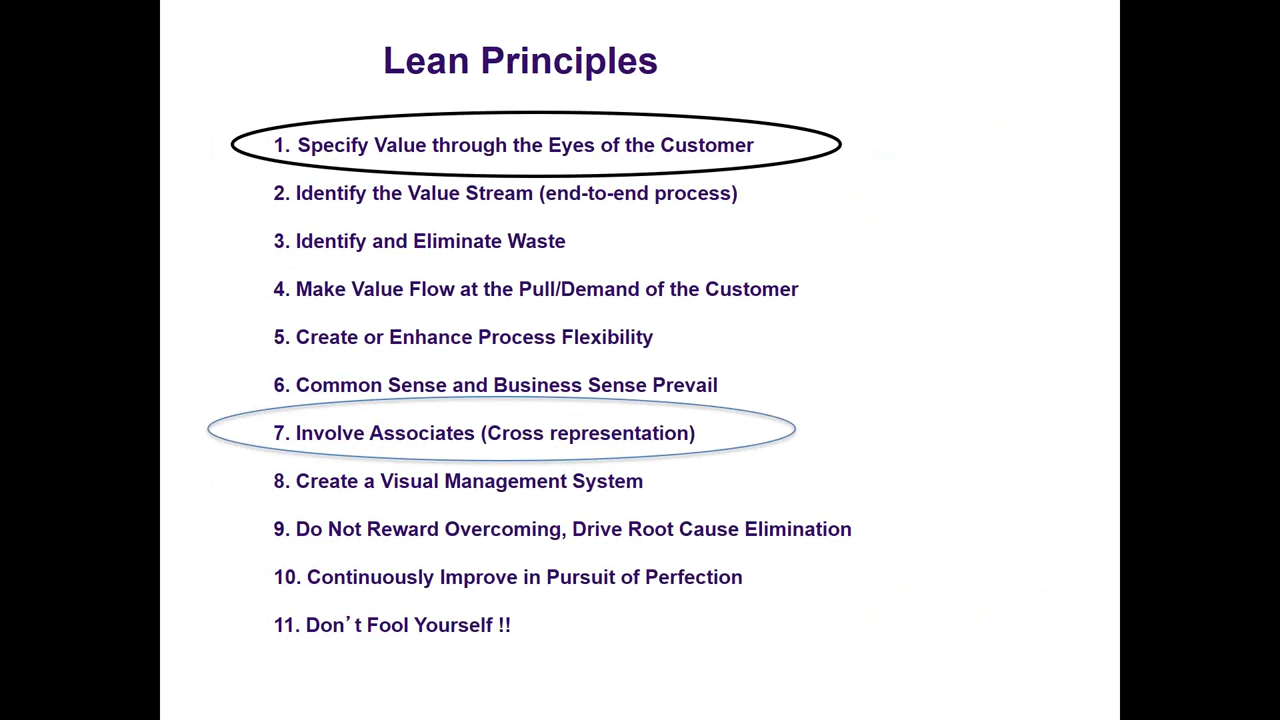 Lean Principles
1. Specify Value through the Eyes of the Customer
2. Identify the Value Stream (end-to-end process)
3. Identify and Eliminate Waste
4. Make Value Flow at the Pull/Demand of the Customer
5. Create or Enhance Process Flexibility
6. Common Sense and Business Sense Prevail
7. Involve Associates (Cross representation)
8. Create a Visual Management System
9. Do Not Reward Overcoming, Drive Root Cause Elimination
10. Continuously Improve in Pursuit of Perfection
11. Don’t Fool Yourself !!